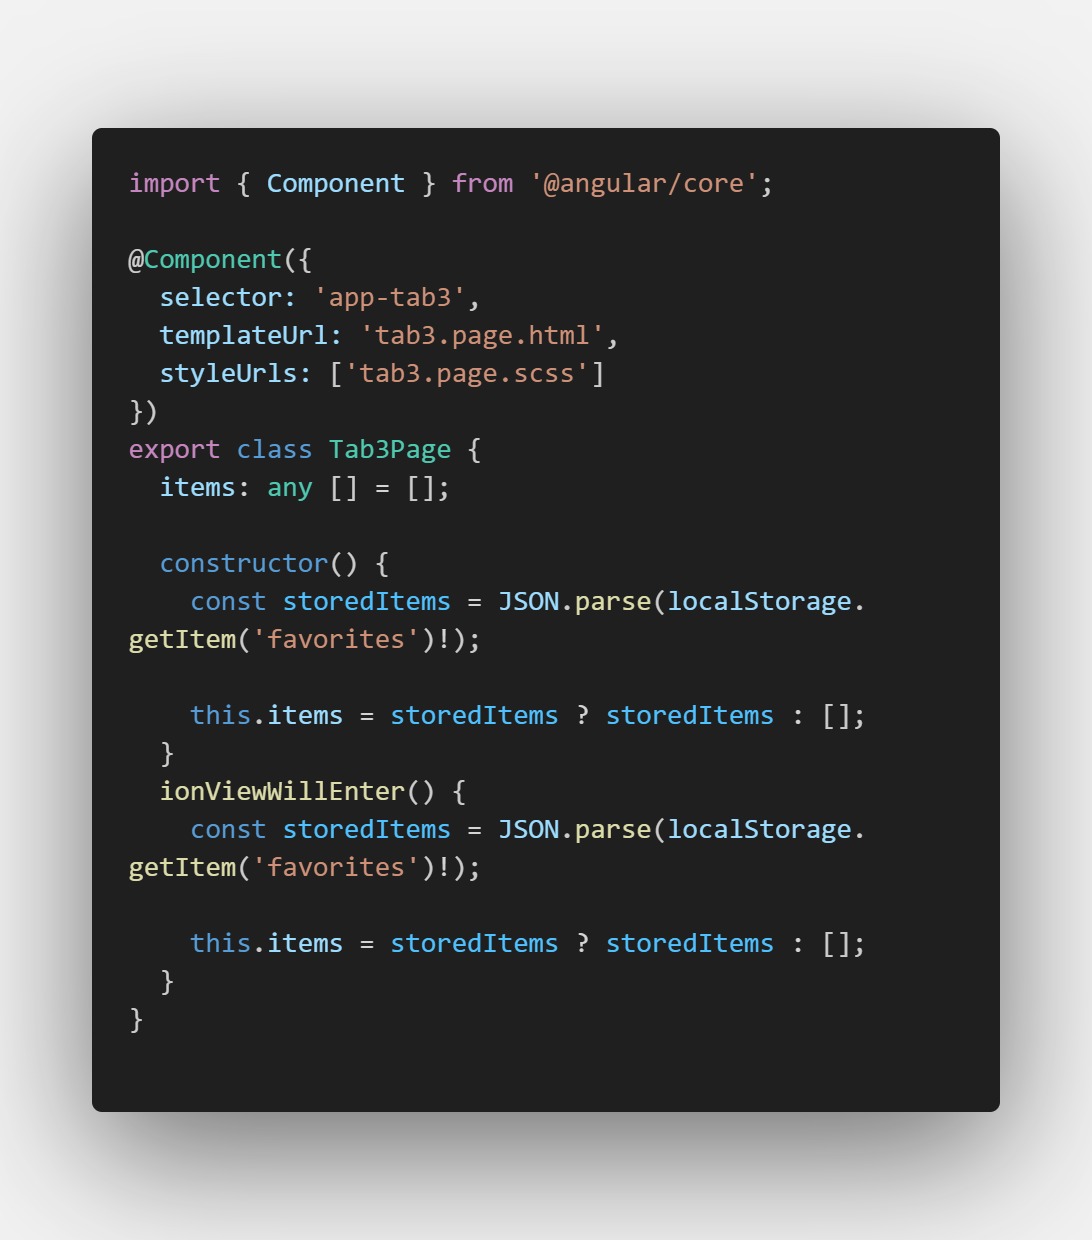 import { Component } from '@angular/core';

@Component({
  selector: 'app-tab3',
  templateUrl: 'tab3.page.html',
  styleUrls: ['tab3.page.scss']
})
export class Tab3Page {
  items: any [] = [];

  constructor() {
    const storedItems = JSON.parse(localStorage.
getItem('favorites')!);

    this.items = storedItems ? storedItems : [];
  }
  ionViewWillEnter() {
    const storedItems = JSON.parse(localStorage.
getItem('favorites')!);

    this.items = storedItems ? storedItems : [];
  }
}